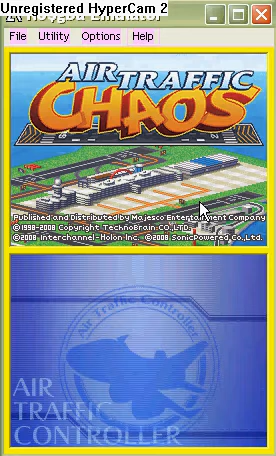 Unregistered HyperCam 2
File Utility Options Help
AIR TRAFFIC
CHAOS
Published and Distributed by Majesco Entertainment Company
©1998-2008 Copyright TechnoBrain CO.,LTD.
©2008 Interchannel-Holon Inc. ©2008 SonicPowered Co.,Ltd.
Air Traffic Controller
AIR
TRAFFIC
CONTROLLER